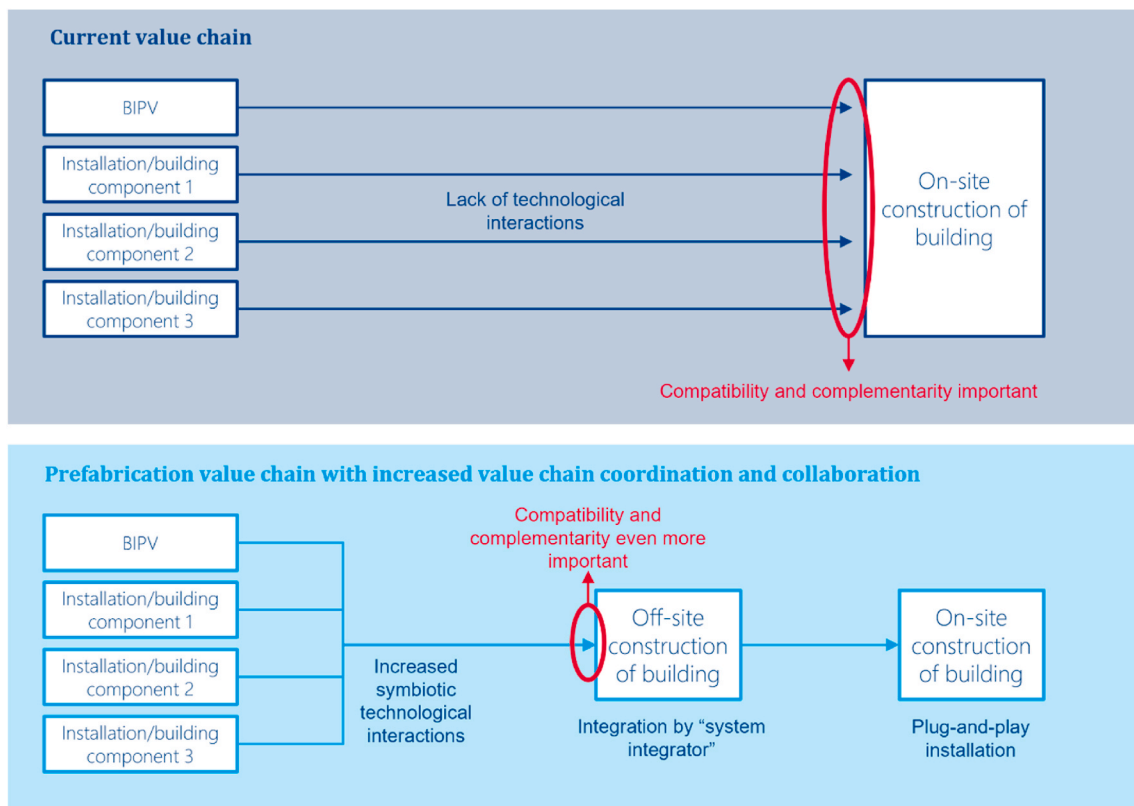 Current value chain
BIPV
Installation/building
component 1
Installation/building
component 2
Installation/building
component 3
Lack of technological
interactions
On-site
construction of
building
Compatibility and complementarity important
Prefabrication value chain with increased value chain coordination and collaboration
BIPV
Installation/building
component 1
Installation/building
component 2
Installation/building
component 3
Increased
symbiotic
technological
interactions
Compatibility and
complementarity even more
important
Off-site
construction
of building
Integration by “system
integrator”
On-site
construction
of building
Plug-and-play
installation